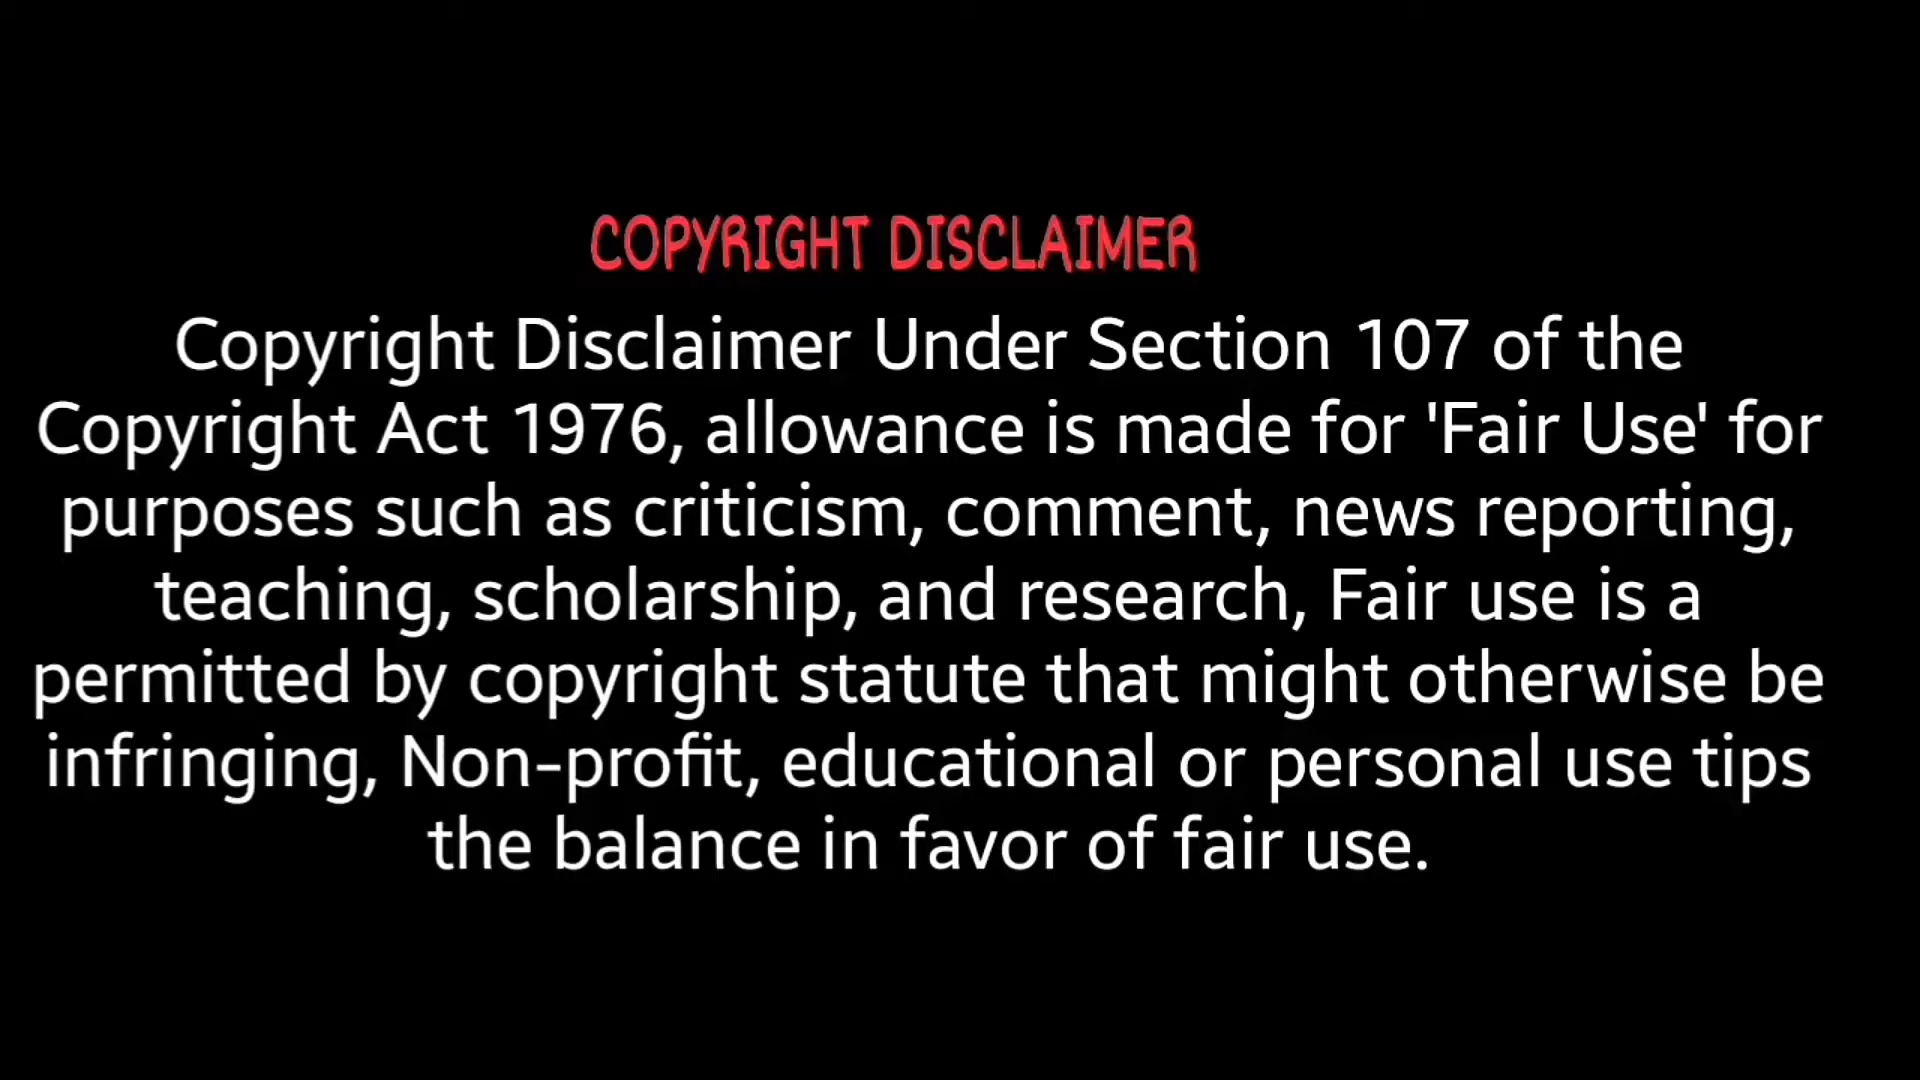 COPYRIGHT DISCLAIMER
Copyright Disclaimer Under Section 107 of the
Copyright Act 1976, allowance is made for 'Fair Use' for
purposes such as criticism, comment, news reporting,
teaching, scholarship, and research, Fair use is a
permitted by copyright statute that might otherwise be
infringing, Non-profit, educational or personal use tips
the balance in favor of fair use.